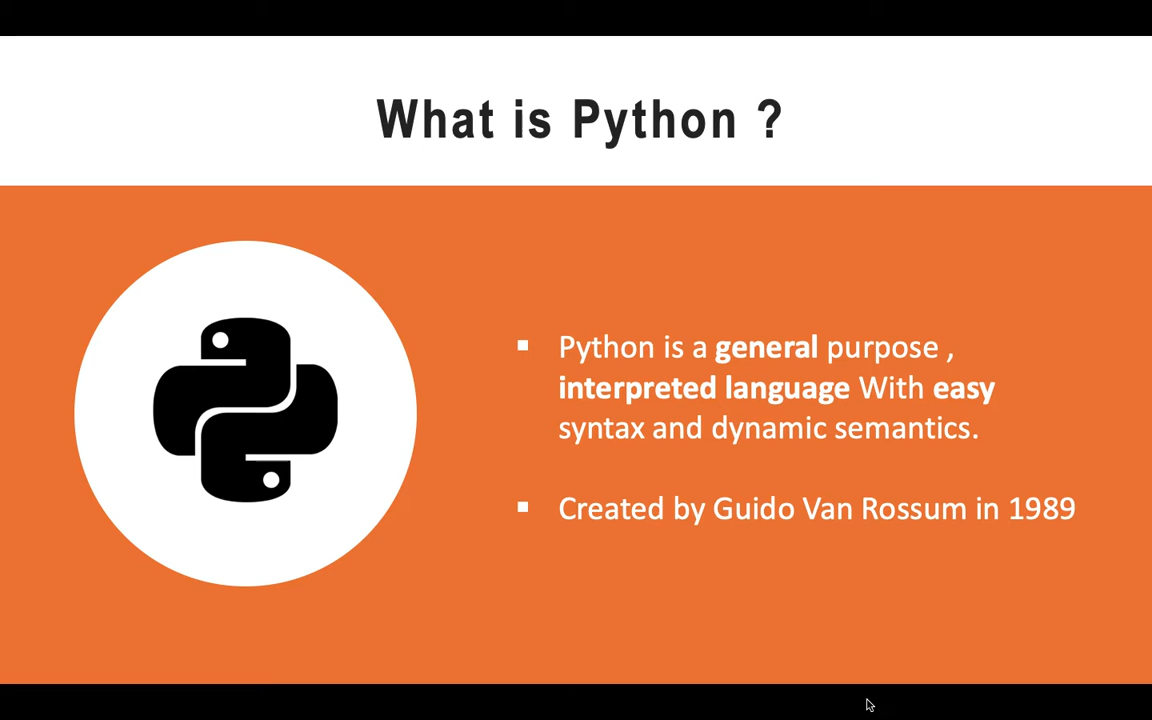 What is Python ?
▪ Python is a general purpose ,
interpreted language With easy
syntax and dynamic semantics.
▪ Created by Guido Van Rossum in 1989